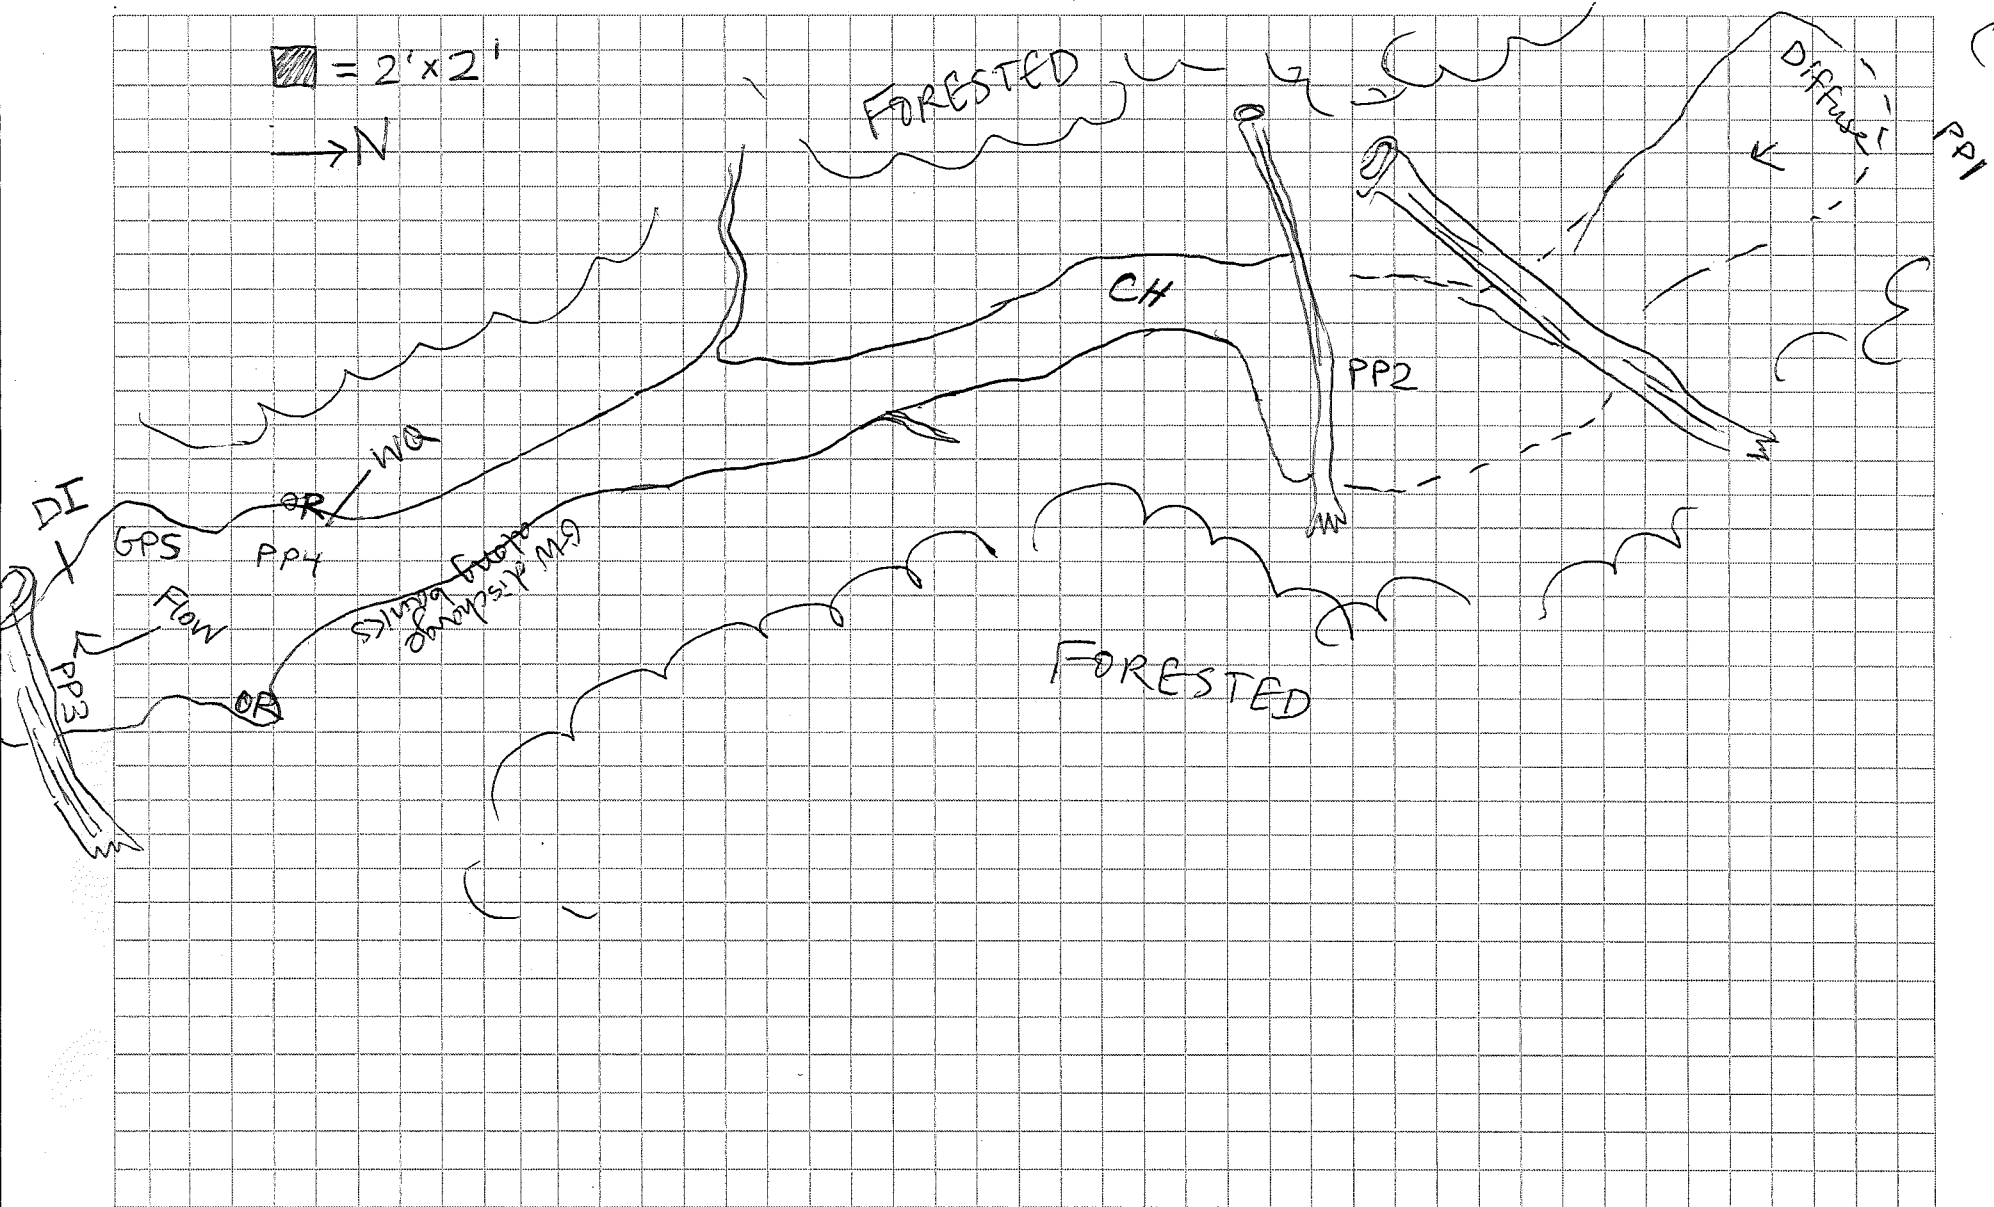 = 2'x2'
→N
FORESTED
Diffuse
PP1
CH
PP2
WQ
DI
OR
GPS
PP4
GW discharge
along
banks
Flow
PP3
OR
FORESTED